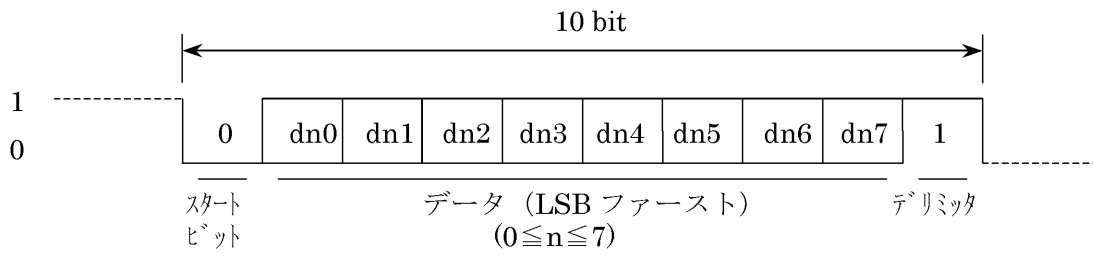 10 bit
1
0
0 dn0 dn1 dn2 dn3 dn4 dn5 dn6 dn7 1
ｽﾀｰﾄ
ﾋﾞｯﾄ
データ（LSB ファースト）
(0≦n≦7)
ﾃﾞﾘﾐｯﾀ